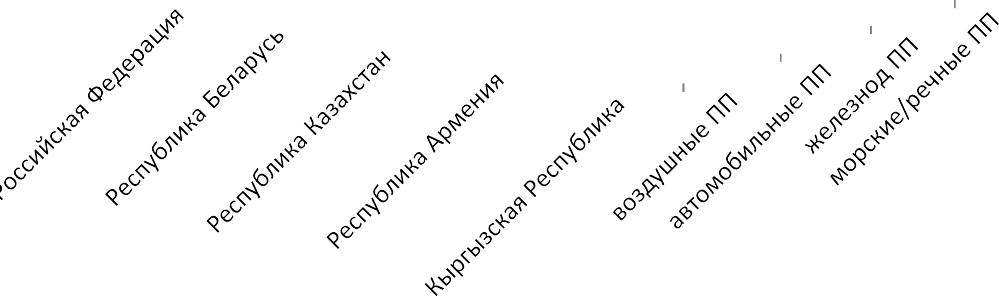 Российская Федерация
Республика Беларусь
Республика Казахстан
Республика Армения
Кыргызская Республика
воздушные ПП
автомобильные ПП
железнод ПП
морские/речные ПП